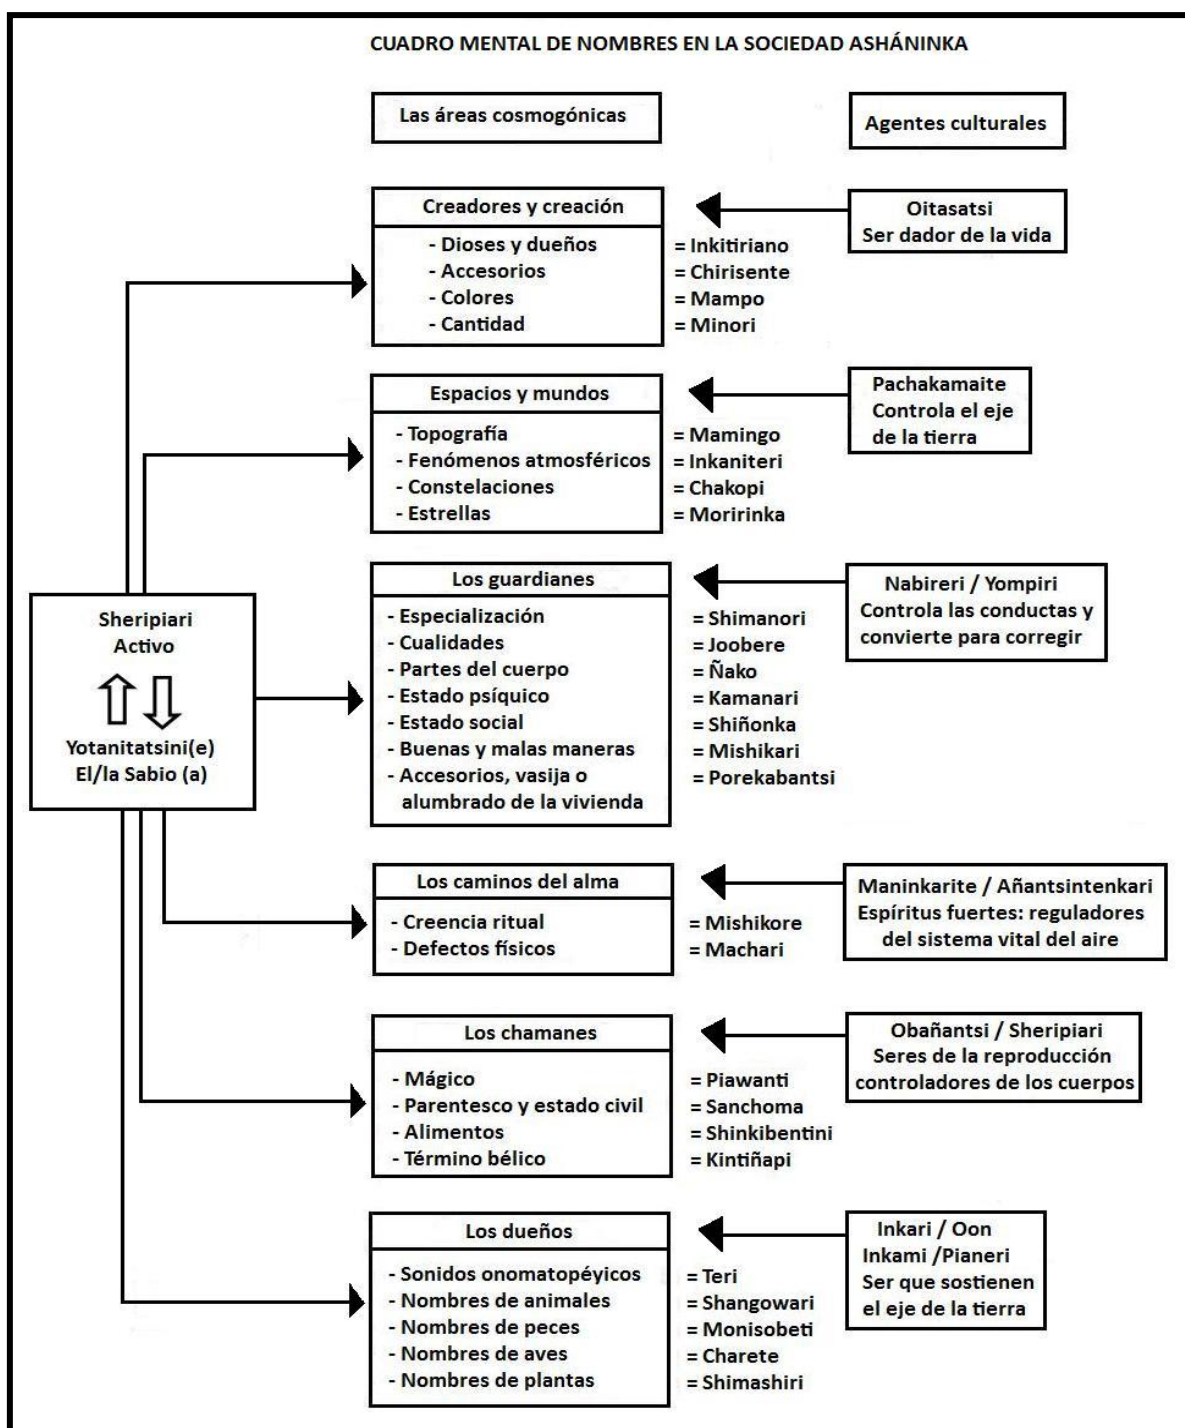 CUADRO MENTAL DE NOMBRES EN LA SOCIEDAD ASHÁNINKA
Las áreas cosmogónicas
Agentes culturales
Creadores y creación
- Dioses y dueños = Inkitiriano
- Accesorios = Chirisente
- Colores = Mampo
- Cantidad = Minori
Oitasatsi
Ser dador de la vida
Espacios y mundos
- Topografía = Mamingo
- Fenómenos atmosféricos = Inkaniteri
- Constelaciones = Chakopi
- Estrellas = Moririnka
Pachakamaite
Controla el eje
de la tierra
Sheripiari
Activo
Yotanitatsini(e)
El/la Sabio (a)
Los guardianes
- Especialización = Shimanori
- Cualidades = Joobere
- Partes del cuerpo = Ñako
- Estado psíquico = Kamanari
- Estado social = Shiñonka
- Buenas y malas maneras = Mishikari
- Accesorios, vasija o = Porekabantsi
alumbrado de la vivienda
Nabireri / Yompiri
Controla las conductas y
convierte para corregir
Los caminos del alma
- Creencia ritual = Mishikore
- Defectos físicos = Machari
Maninkarite / Añantsintenkari
Espíritus fuertes: reguladores
del sistema vital del aire
Los chamanes
- Mágico = Piawanti
- Parentesco y estado civil = Sanchoma
- Alimentos = Shinkibentini
- Término bélico = Kintiñapi
Obañantsi / Sheripiari
Seres de la reproducción
controladores de los cuerpos
Los dueños
- Sonidos onomatopéyicos = Teri
- Nombres de animales = Shangowari
- Nombres de peces = Monisobeti
- Nombres de aves = Charete
- Nombres de plantas = Shimashiri
Inkari / Oon
Inkami /Pianeri
Ser que sostienen
el eje de la tierra